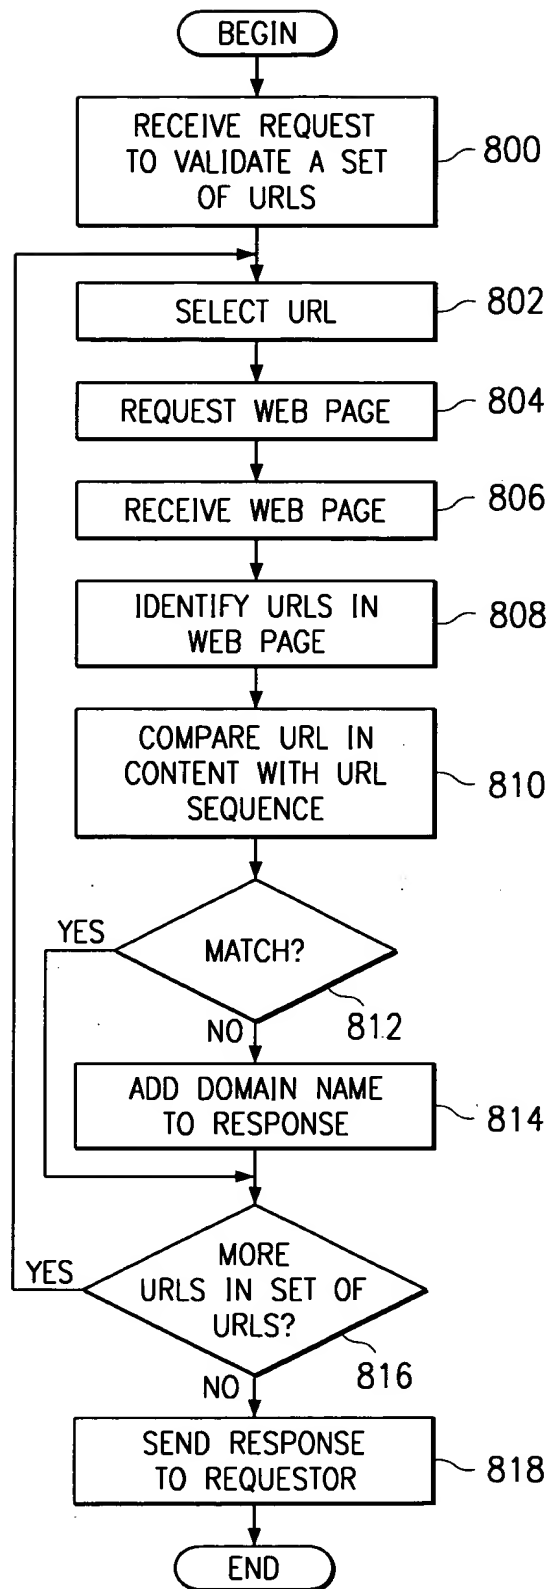 BEGIN
RECEIVE REQUEST
TO VALIDATE A SET
OF URLS
800
SELECT URL
802
REQUEST WEB PAGE
804
RECEIVE WEB PAGE
806
IDENTIFY URLS IN
WEB PAGE
808
COMPARE URL IN
CONTENT WITH URL
SEQUENCE
810
YES
MATCH?
812
NO
ADD DOMAIN NAME
TO RESPONSE
814
YES
MORE
URLS IN SET OF
URLS?
816
NO
SEND RESPONSE
TO REQUESTOR
818
END